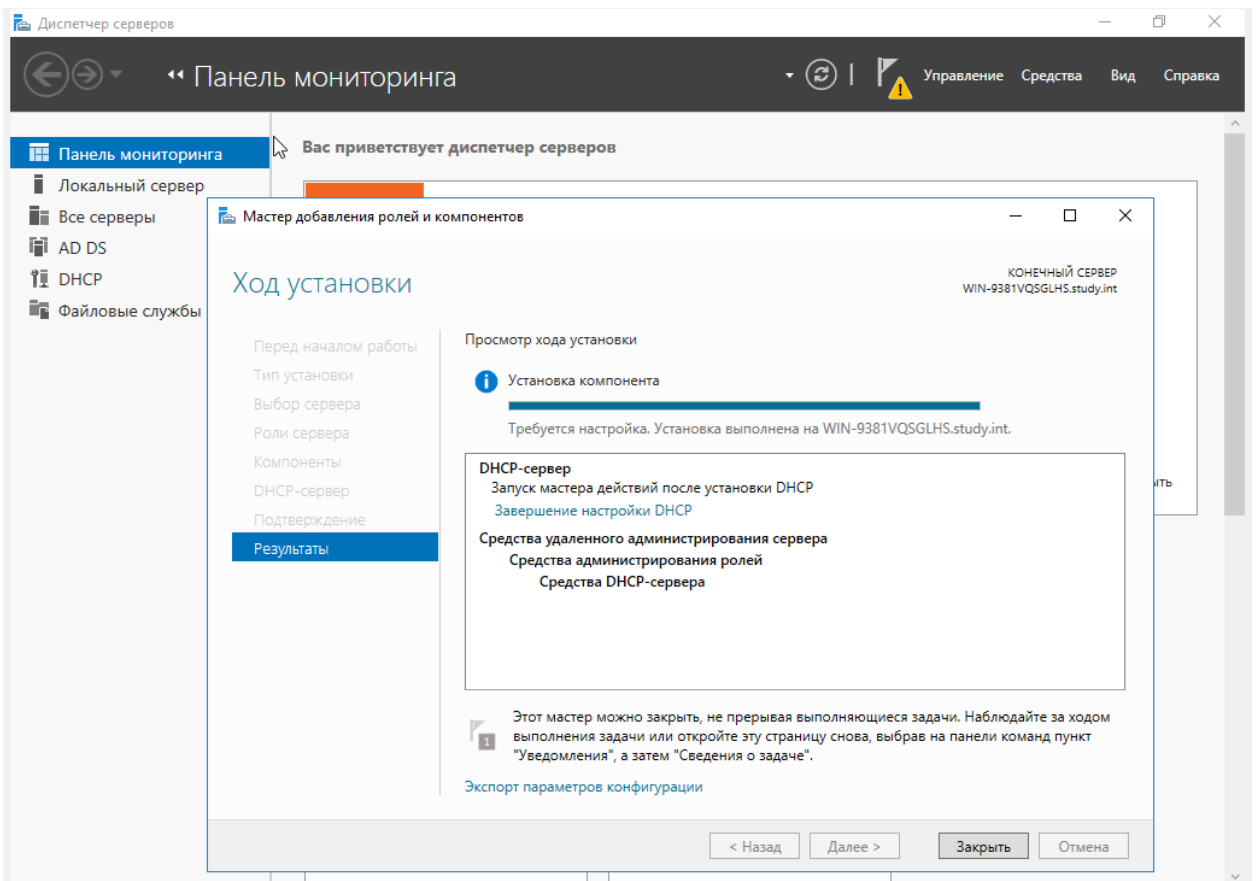 Диспетчер серверов
Панель мониторинга
Управление Средства Вид Справка
Панель мониторинга
Локальный сервер
Все серверы
AD DS
DHCP
Файловые службы
Вас приветствует диспетчер серверов
Мастер добавления ролей и компонентов
Ход установки
КОНЕЧНЫЙ СЕРВЕР
WIN-9381VQSGLHS.study.int
Перед началом работы
Тип установки
Выбор сервера
Роли сервера
Компоненты
DHCP-сервер
Подтверждение
Результаты
Просмотр хода установки
Установка компонента
Требуется настройка. Установка выполнена на WIN-9381VQSGLHS.study.int.
DHCP-сервер
Запуск мастера действий после установки DHCP
Завершение настройки DHCP
Средства удаленного администрирования сервера
Средства администрирования ролей
Средства DHCP-сервера
Этот мастер можно закрыть, не прерывая выполняющиеся задачи. Наблюдайте за ходом
выполнения задачи или откройте эту страницу снова, выбрав на панели команд пункт
"Уведомления", а затем "Сведения о задаче".
1
Экспорт параметров конфигурации
< Назад Далее > Закрыть Отмена